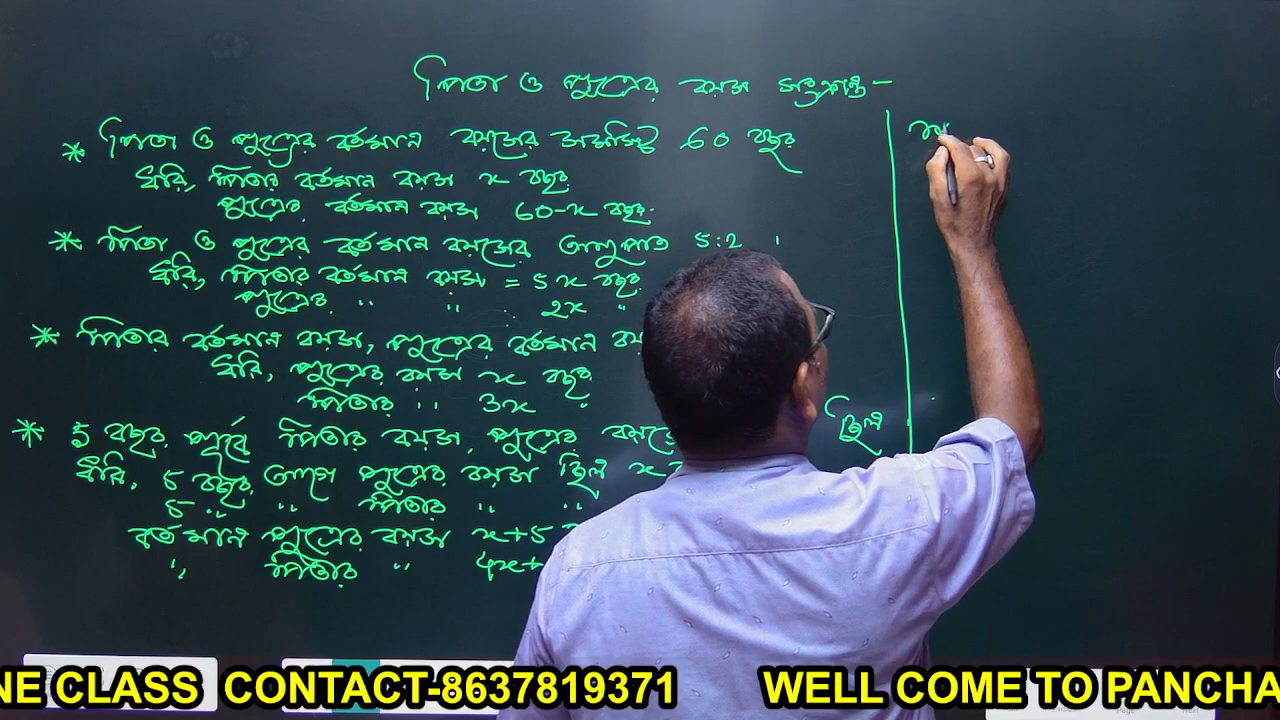 পিতা ও পুত্রের বয়স সংক্রান্ত –
* পিতা ও পুত্রের বর্তমান বয়সের সমষ্টি 60 বছর
ধরি, পিতার বর্তমান বয়স x বছর
পুত্রের বর্তমান বয়স 60-x বছর
* পিতা ও পুত্রের বর্তমান বয়সের অনুপাত 5:2 ।
ধরি, পিতার বর্তমান বয়স = 5x বছর
পুত্রের " " 2x "
* পিতার বর্তমান বয়স, পুত্রের বর্তমান
ধরি, পুত্রের বয়স x বছর
পিতার " 3x "
* 5 বছর পূর্বে পিতার বয়স, পুত্রের ছিল
ধরি, 5 বছর আগে পুত্রের বয়স ছিল x
5 " " পিতার " "
বর্তমান পুত্রের বয়স x+5
" পিতার " 4x+
NE CLASS CONTACT-8637819371 WELL COME TO PANCHA